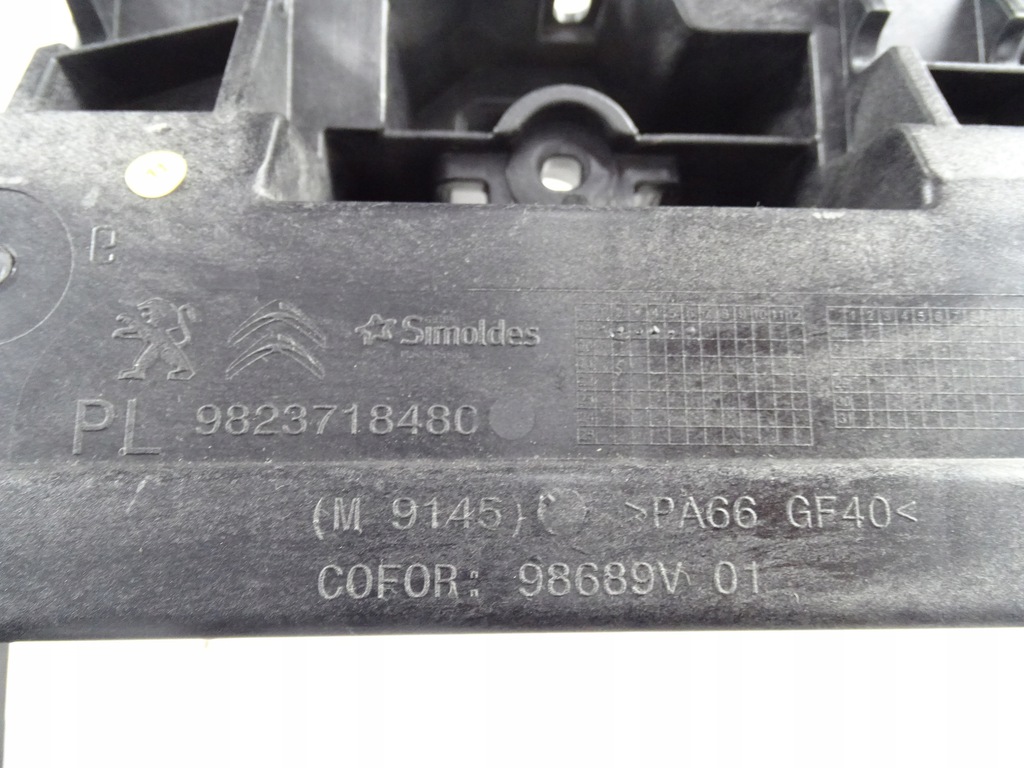 C
Simoldes
PL 9823718480
(M 9145) >PA66 GF40<
COFOR: 98689V 01